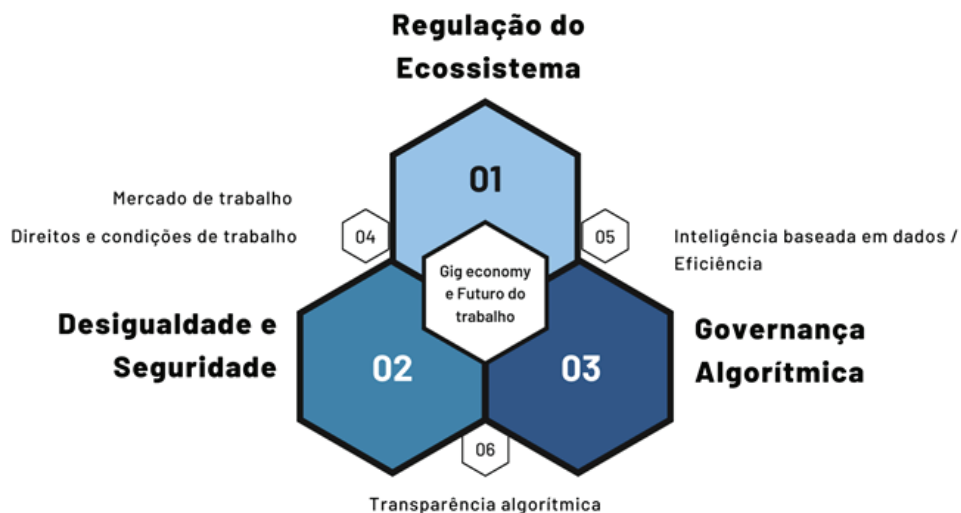 Regulação do
Ecossistema
01
Mercado de trabalho
Direitos e condições de trabalho
04
05
Inteligência baseada em dados /
Eficiência
Gig economy
e Futuro do
trabalho
Desigualdade e
Seguridade
02
03
Governança
Algorítmica
06
Transparência algorítmica